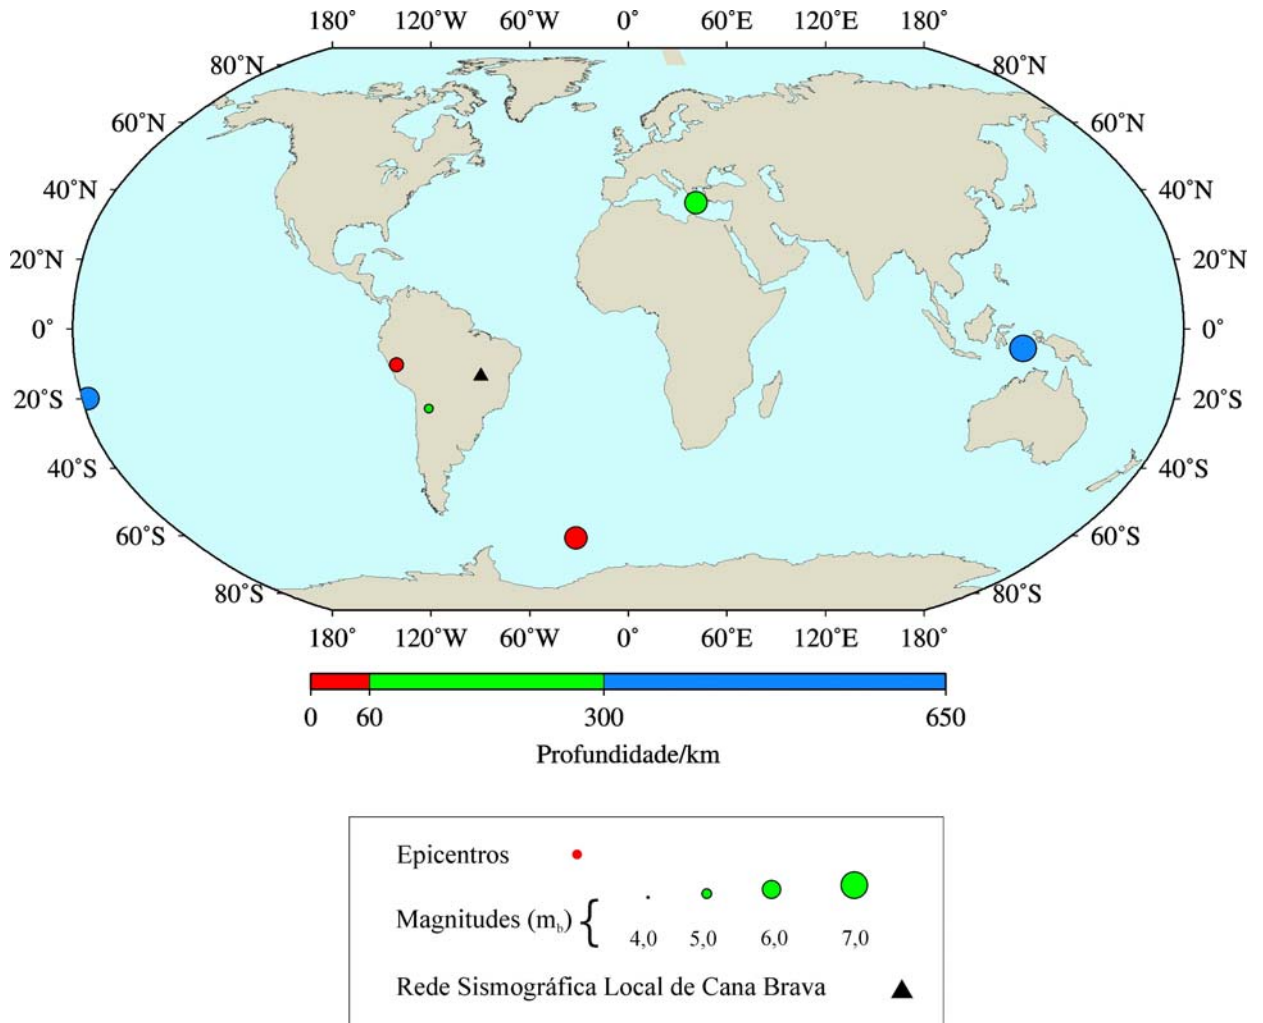 180˚ 120˚W 60˚W 0˚ 60˚E 120˚E 180˚
80˚N 80˚N
60˚N 60˚N
40˚N 40˚N
20˚N 20˚N
0˚ 0˚
20˚S 20˚S
40˚S 40˚S
60˚S 60˚S
80˚S 80˚S
180˚ 120˚W 60˚W 0˚ 60˚E 120˚E 180˚
0 60 300 650
Profundidade/km
Epicentros
Magnitudes (m_b) {
4,0 5,0 6,0 7,0
Rede Sismográfica Local de Cana Brava